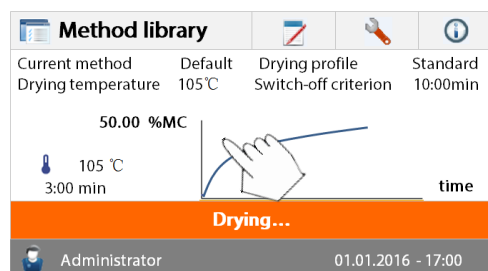 Method library
Current method Default Drying profile Standard
Drying temperature 105℃ Switch-off criterion 10:00min
50.00 %MC
105 ℃
3:00 min
time
Drying...
Administrator 01.01.2016 - 17:00